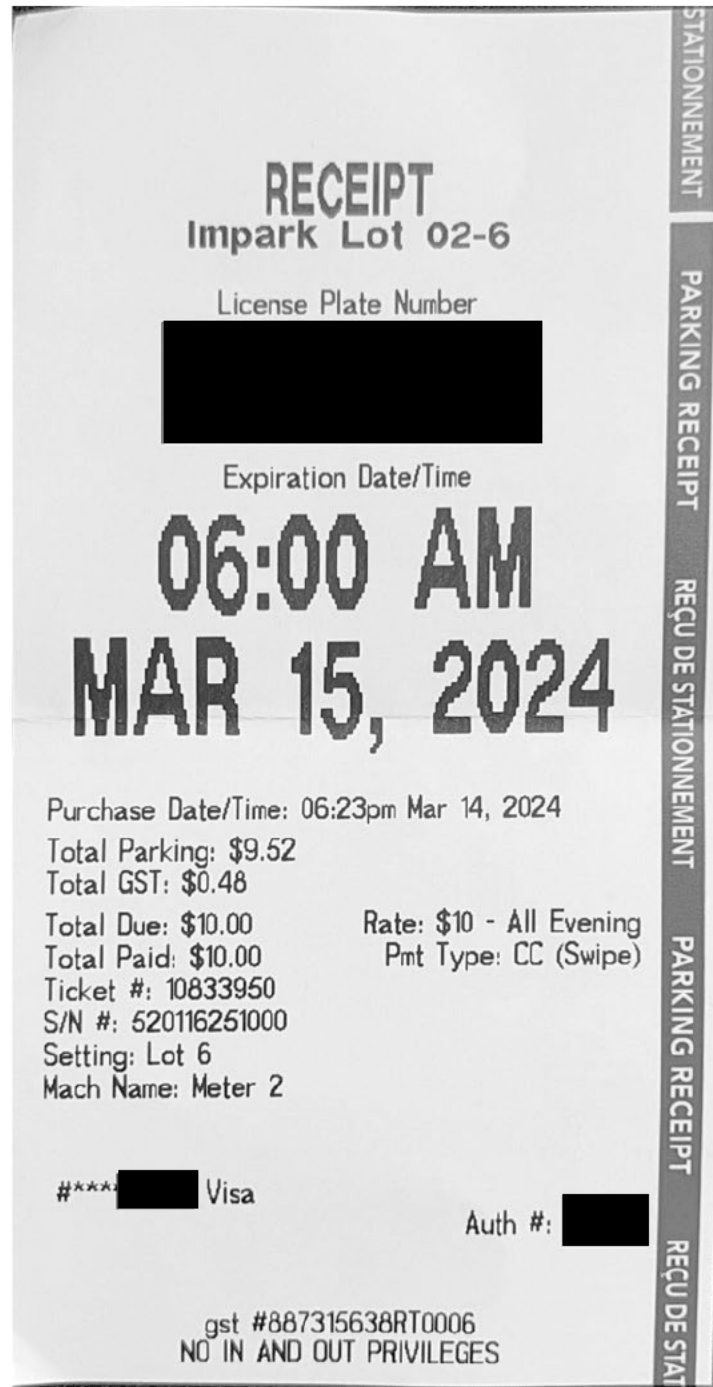 RECEIPT
Impark Lot 02-6
License Plate Number
Expiration Date/Time
06:00 AM
MAR 15, 2024
Purchase Date/Time: 06:23pm Mar 14, 2024
Total Parking: $9.52
Total GST: $0.48
Total Due: $10.00 Rate: $10 - All Evening
Total Paid: $10.00 Pmt Type: CC (Swipe)
Ticket #: 10833950
S/N #: 520116251000
Setting: Lot 6
Mach Name: Meter 2
#**** Visa
Auth #:
gst #887315638RT0006
NO IN AND OUT PRIVILEGES
STATIONNEMENT
PARKING RECEIPT
REÇU DE STATIONNEMENT
PARKING RECEIPT
REÇU DE STAT